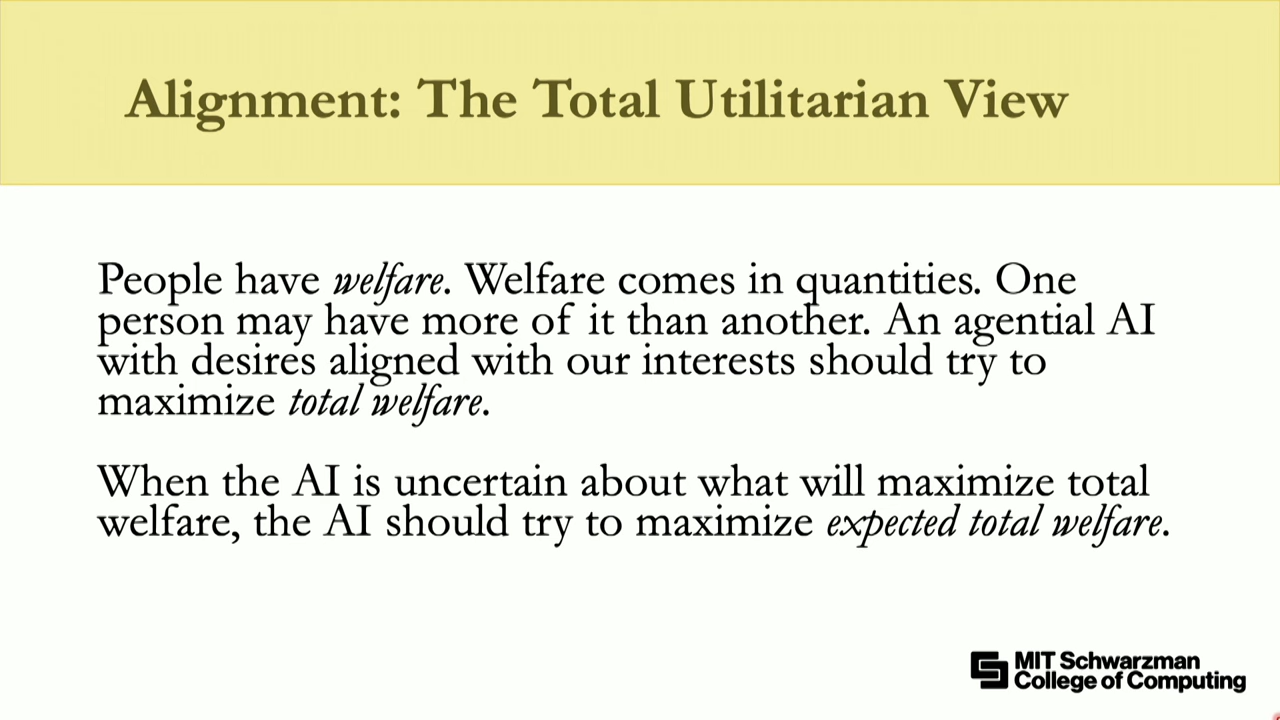 Alignment: The Total Utilitarian View
People have welfare. Welfare comes in quantities. One
person may have more of it than another. An agential AI
with desires aligned with our interests should try to
maximize total welfare.
When the AI is uncertain about what will maximize total
welfare, the AI should try to maximize expected total welfare.
MIT Schwarzman
College of Computing